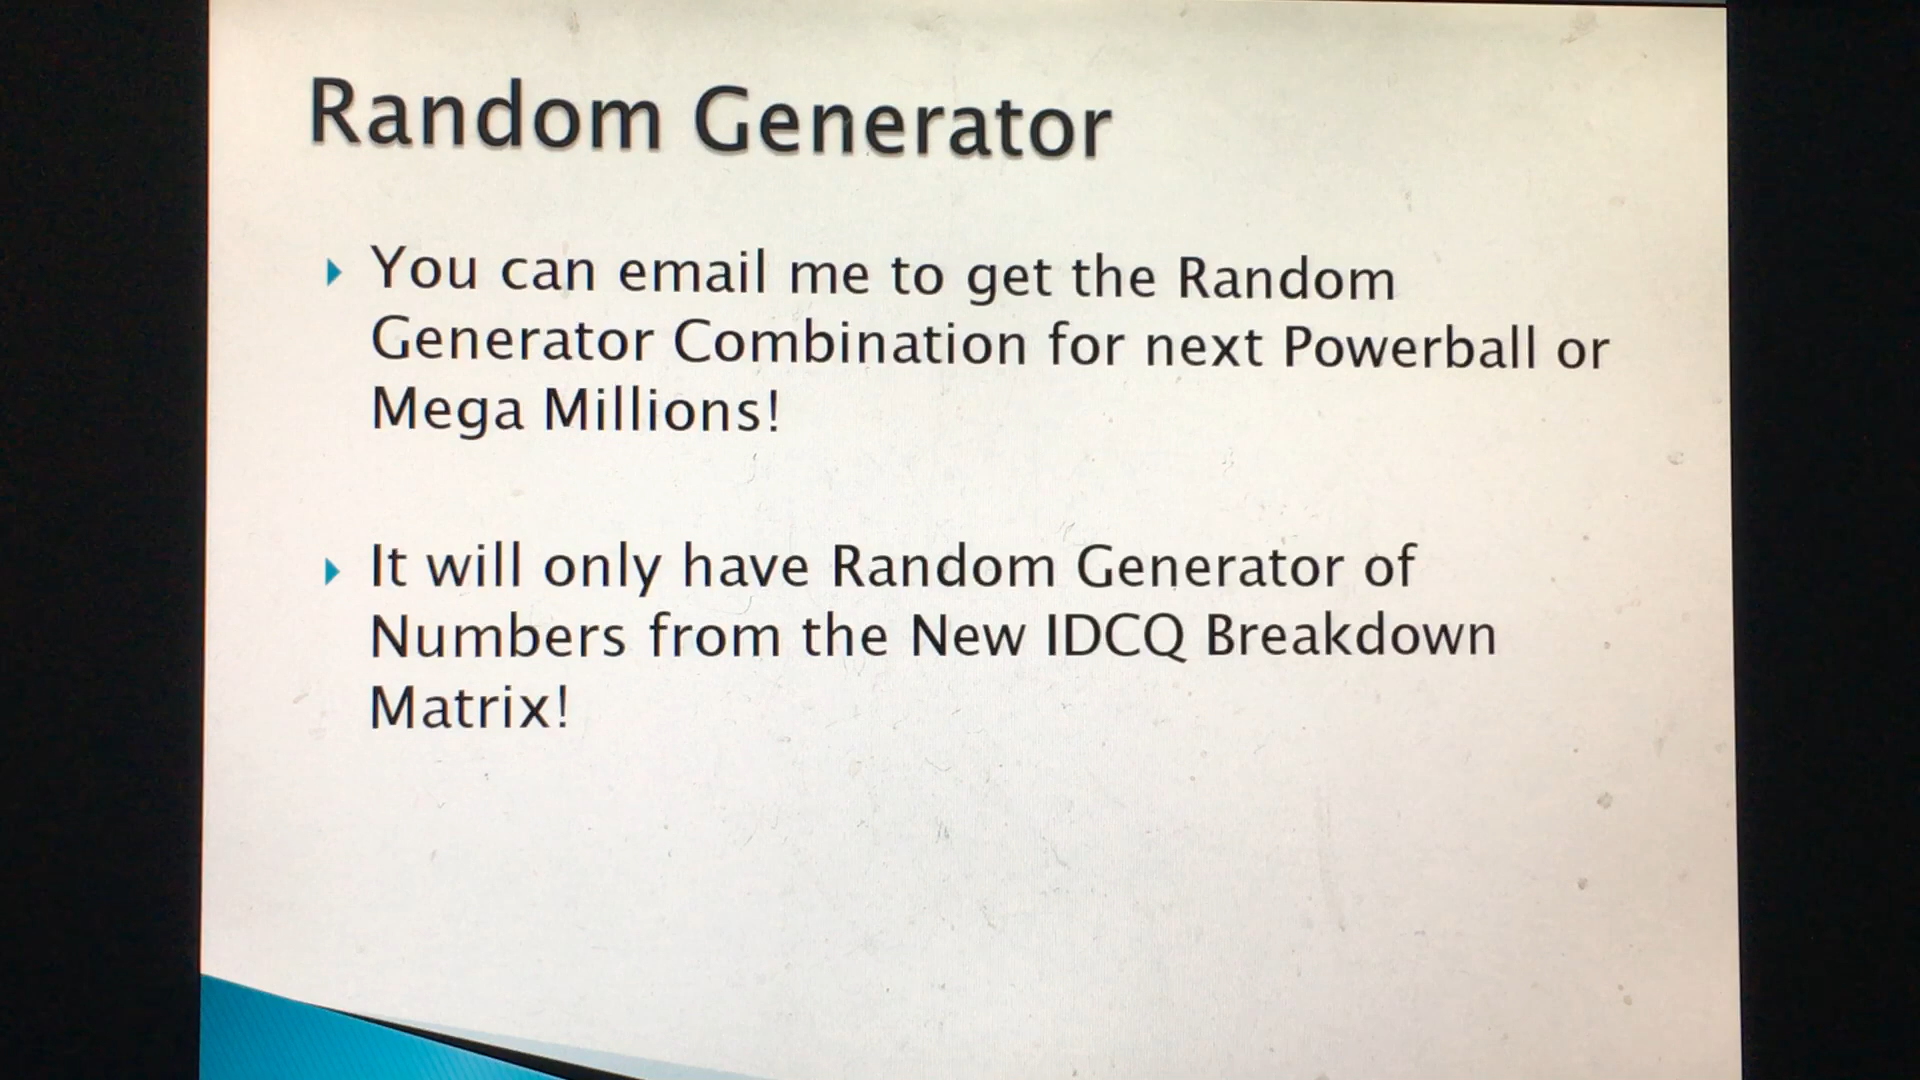 Random Generator
You can email me to get the Random
Generator Combination for next Powerball or
Mega Millions!
It will only have Random Generator of
Numbers from the New IDCQ Breakdown
Matrix!